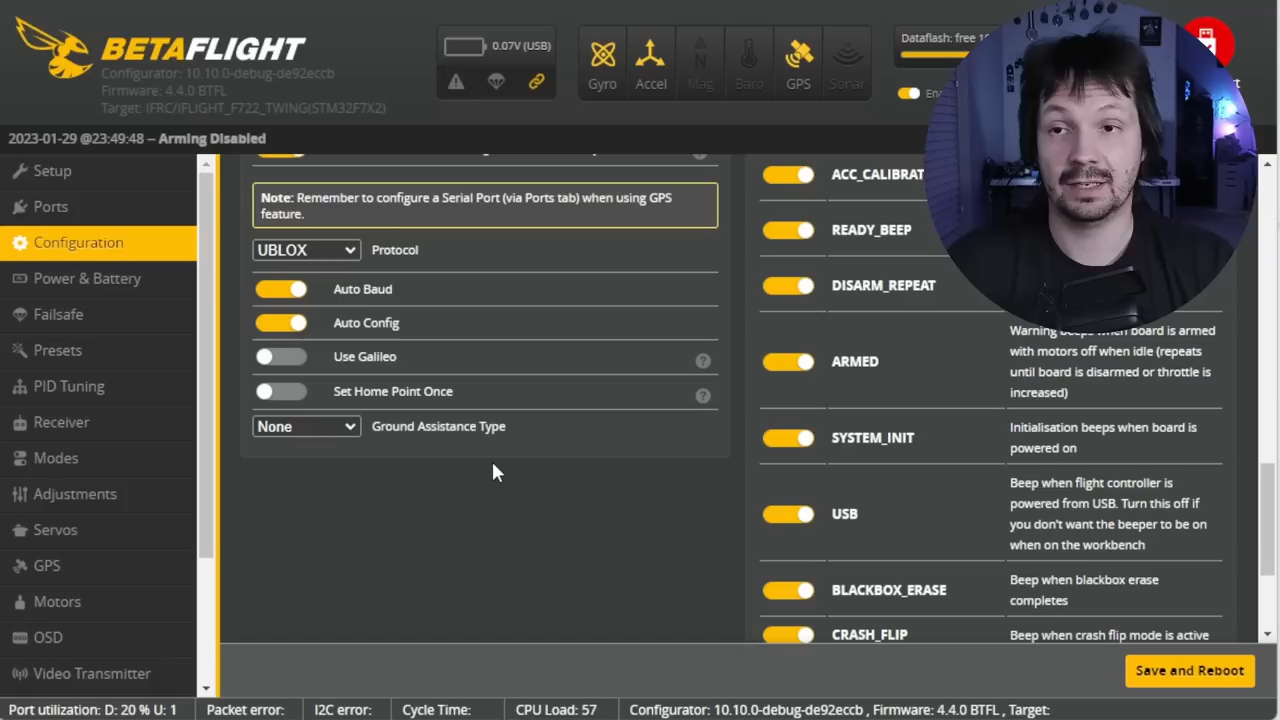 BETAFLIGHT
Configurator: 10.10.0-debug-de92eccb
Firmware: 4.4.0 BTFL
Target: IFRC/IFLIGHT_F722_TWING(STM32F7X2)
0.07V (USB)
Gyro
Accel
Mag
Baro
GPS
Sonar
Dataflash: free
2023-01-29 @23:49:48 -- Arming Disabled
Setup
Ports
Configuration
Power & Battery
Failsafe
Presets
PID Tuning
Receiver
Modes
Adjustments
Servos
GPS
Motors
OSD
Video Transmitter
Note: Remember to configure a Serial Port (via Ports tab) when using GPS
feature.
UBLOX Protocol
Auto Baud
Auto Config
Use Galileo ?
Set Home Point Once ?
None Ground Assistance Type
ACC_CALIBRAT
READY_BEEP
DISARM_REPEAT
ARMED
Warning beeps when board is armed
with motors off when idle (repeats
until board is disarmed or throttle is
increased)
SYSTEM_INIT
Initialisation beeps when board is
powered on
USB
Beep when flight controller is
powered from USB. Turn this off if
you don't want the beeper to be on
when on the workbench
BLACKBOX_ERASE
Beep when blackbox erase
completes
CRASH_FLIP
Beep when crash flip mode is active
Save and Reboot
Port utilization: D: 20 % U: 1
Packet error:
I2C error:
Cycle Time:
CPU Load: 57
Configurator: 10.10.0-debug-de92eccb , Firmware: 4.4.0 BTFL , Target: